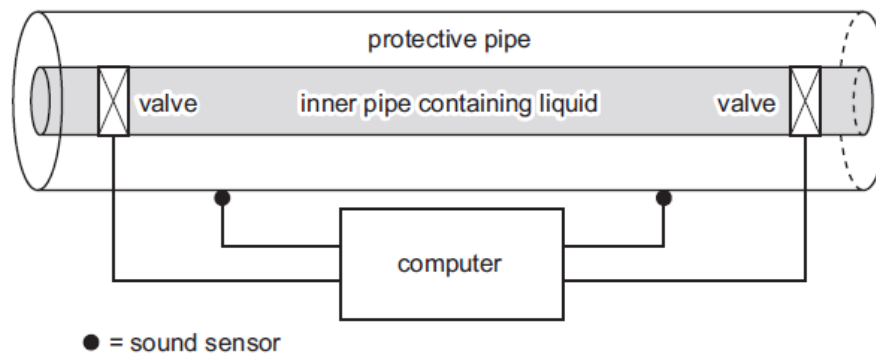 protective pipe
valve
inner pipe containing liquid
valve
computer
= sound sensor